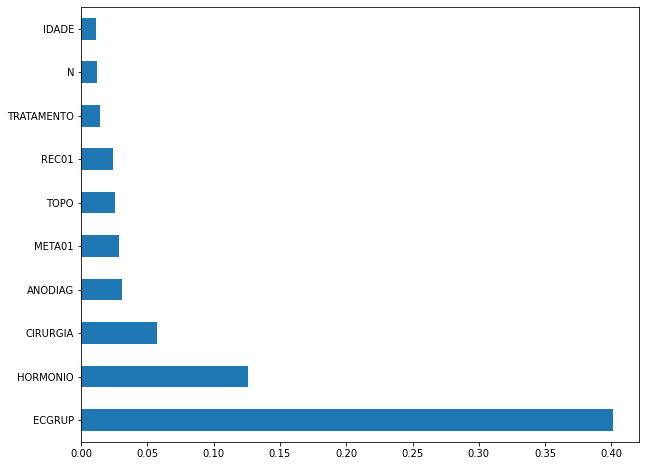 IDADE
N
TRATAMENTO
REC01
TOPO
META01
ANODIAG
CIRURGIA
HORMONIO
ECGRUP
0.00 0.05 0.10 0.15 0.20 0.25 0.30 0.35 0.40